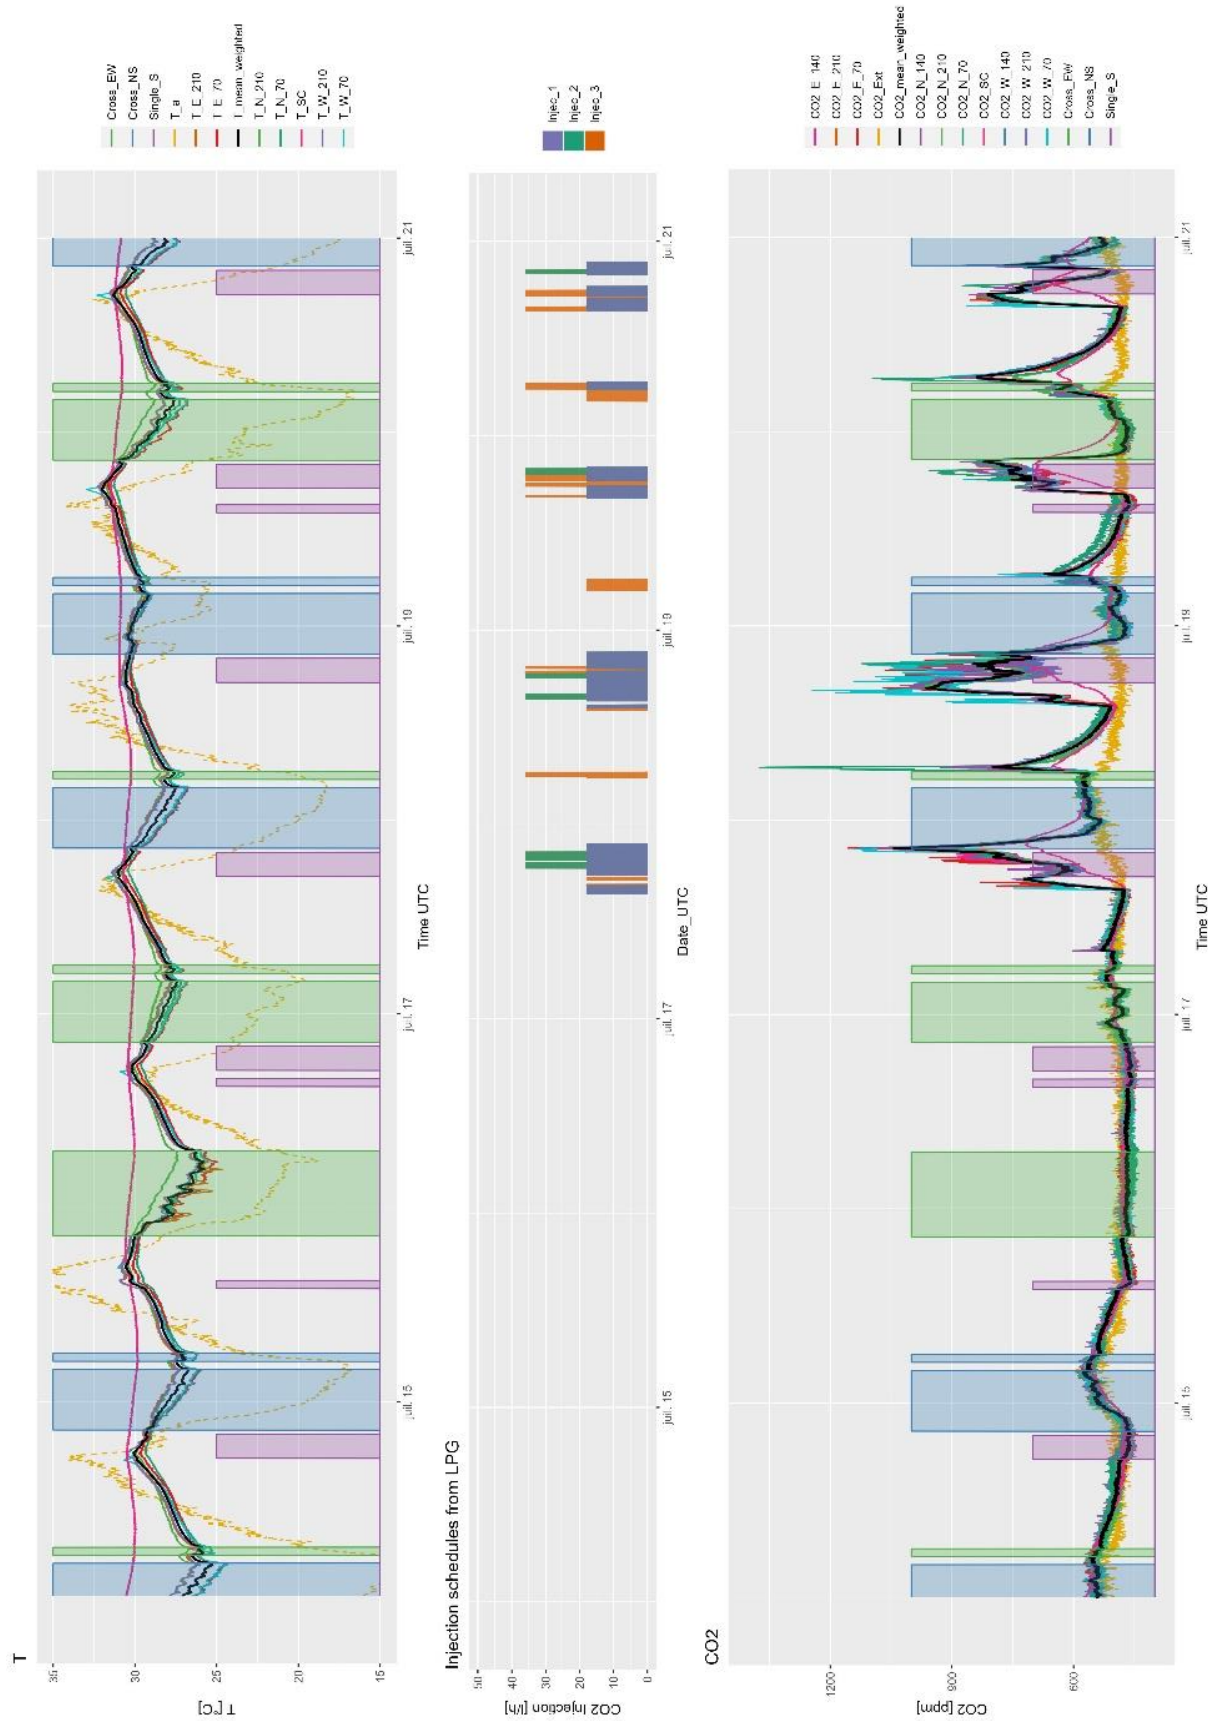 T
T [°C]
35
30
25
20
15
juil. 15
juil. 17
juil. 19
juil. 21
Time UTC
Cross_EW
Cross_NS
Single_S
T_a
T_E_210
T_E_70
T_mean_weighted
T_N_210
T_N_70
T_SC
T_W_210
T_W_70
Injection schedules from LPG
CO2 Injection [l/h]
50
40
30
20
10
0
juil. 15
juil. 17
juil. 19
juil. 21
Date_UTC
Injec_1
Injec_2
Injec_3
CO2
CO2 [ppm]
1200
900
600
juil. 15
juil. 17
juil. 19
juil. 21
Time UTC
CO2_E_140
CO2_E_210
CO2_E_70
CO2_Ext
CO2_mean_weighted
CO2_N_140
CO2_N_210
CO2_N_70
CO2_SC
CO2_W_140
CO2_W_210
CO2_W_70
Cross_EW
Cross_NS
Single_S